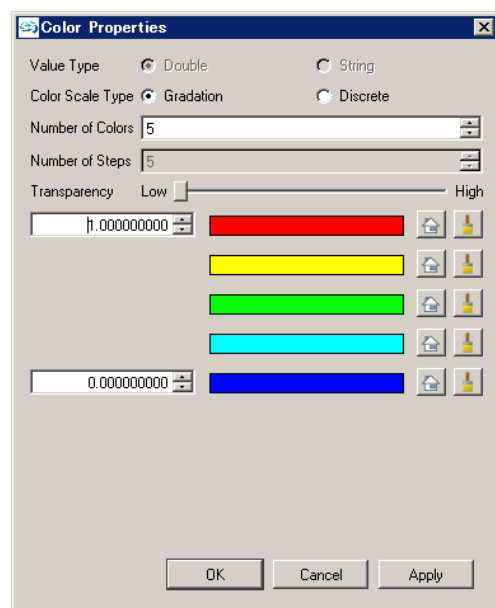 Color Properties
Value Type Double String
Color Scale Type Gradation Discrete
Number of Colors 5
Number of Steps 5
Transparency Low High
1.000000000
0.000000000
OK Cancel Apply